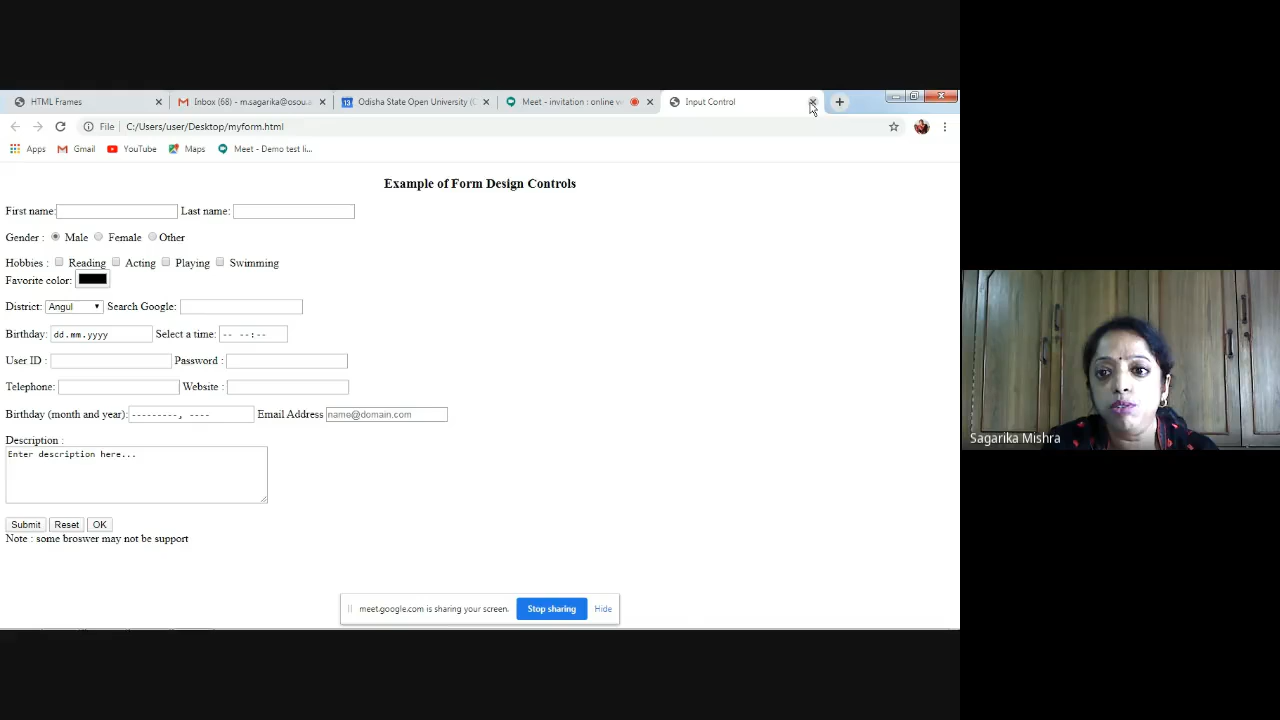 HTML Frames
Inbox (68) - m.sagarika@osou.a
13 Odisha State Open University (C
Meet - invitation : online w
Input Control
File C:/Users/user/Desktop/myform.html
Apps Gmail YouTube Maps Meet - Demo test li...
Example of Form Design Controls
First name: Last name:
Gender : Male Female Other
Hobbies : Reading Acting Playing Swimming
Favorite color:
District: Angul Search Google:
Birthday: dd.mm.yyyy Select a time: -- --:--
User ID : Password :
Telephone: Website :
Birthday (month and year): ---------, ---- Email Address name@domain.com
Description :
Enter description here...
Submit Reset OK
Note : some broswer may not be support
meet.google.com is sharing your screen. Stop sharing Hide
Sagarika Mishra